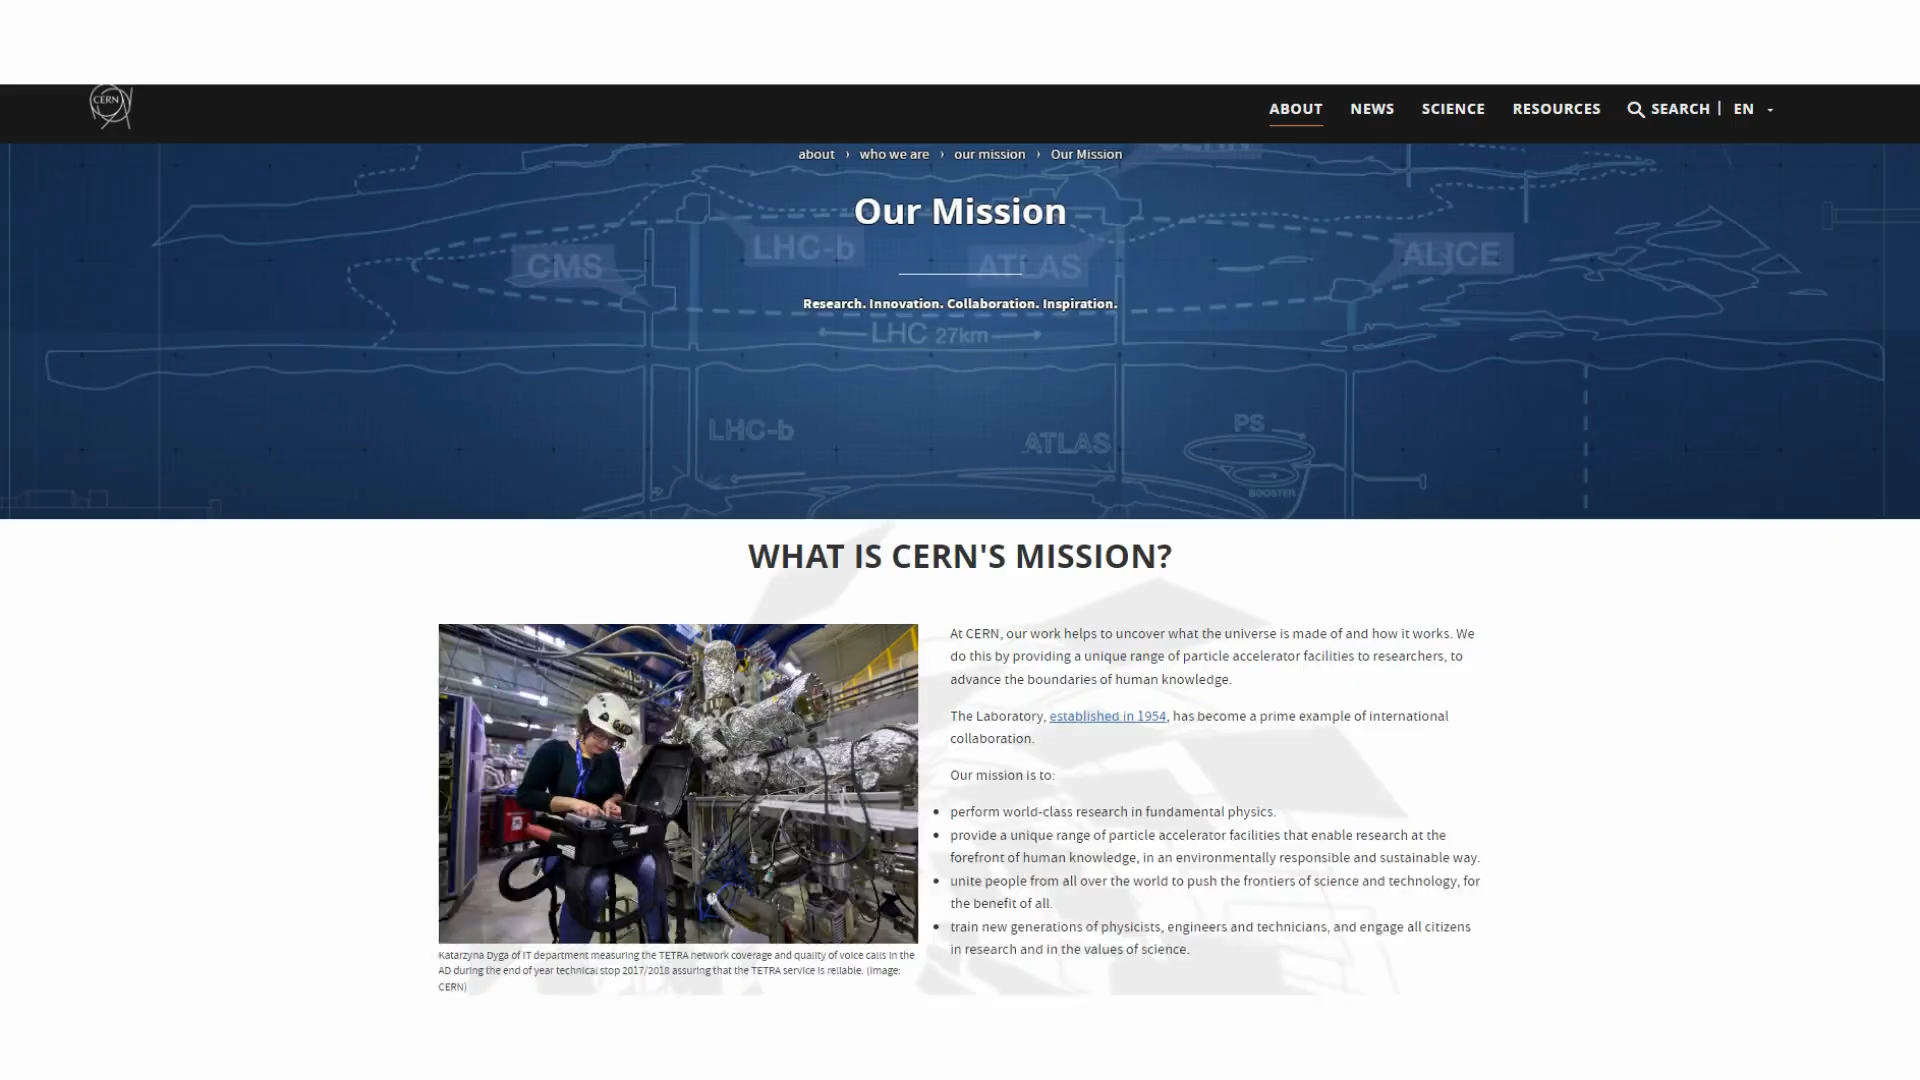 CERN
ABOUT NEWS SCIENCE RESOURCES SEARCH | EN
about › who we are › our mission › Our Mission
Our Mission
CMS
LHC-b
ATLAS
ALICE
Research. Innovation. Collaboration. Inspiration.
LHC 27km
LHC-b
ATLAS
PS
BOOSTER
WHAT IS CERN'S MISSION?
At CERN, our work helps to uncover what the universe is made of and how it works. We
do this by providing a unique range of particle accelerator facilities to researchers, to
advance the boundaries of human knowledge.
The Laboratory, established in 1954, has become a prime example of international
collaboration.
Our mission is to:
• perform world-class research in fundamental physics.
• provide a unique range of particle accelerator facilities that enable research at the
forefront of human knowledge, in an environmentally responsible and sustainable way.
• unite people from all over the world to push the frontiers of science and technology, for
the benefit of all.
• train new generations of physicists, engineers and technicians, and engage all citizens
in research and in the values of science.
Katarzyna Dyga of IT department measuring the TETRA network coverage and quality of voice calls in the
AD during the end of year technical stop 2017/2018 assuring that the TETRA service is reliable. (Image:
CERN)